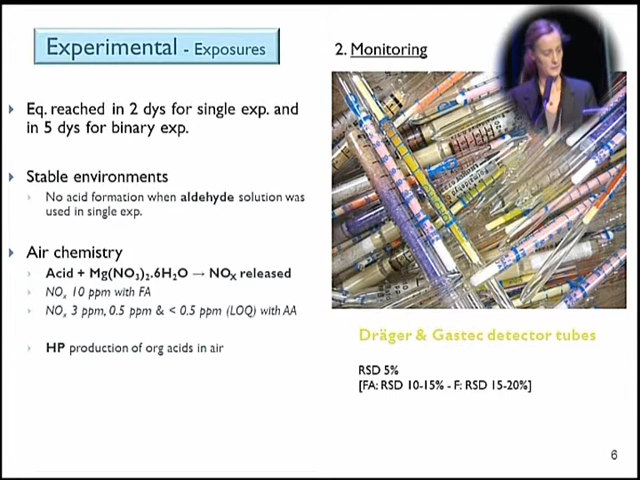 Experimental - Exposures
Eq. reached in 2 dys for single exp. and
in 5 dys for binary exp.
Stable environments
No acid formation when aldehyde solution was
used in single exp.
Air chemistry
Acid + Mg(NO₃)₂.6H₂O → NOₓ released
NOₓ 10 ppm with FA
NOₓ 3 ppm, 0.5 ppm & < 0.5 ppm (LOQ) with AA
HP production of org acids in air
2. Monitoring
Dräger & Gastec detector tubes
RSD 5%
[FA: RSD 10-15% - F: RSD 15-20%]
6